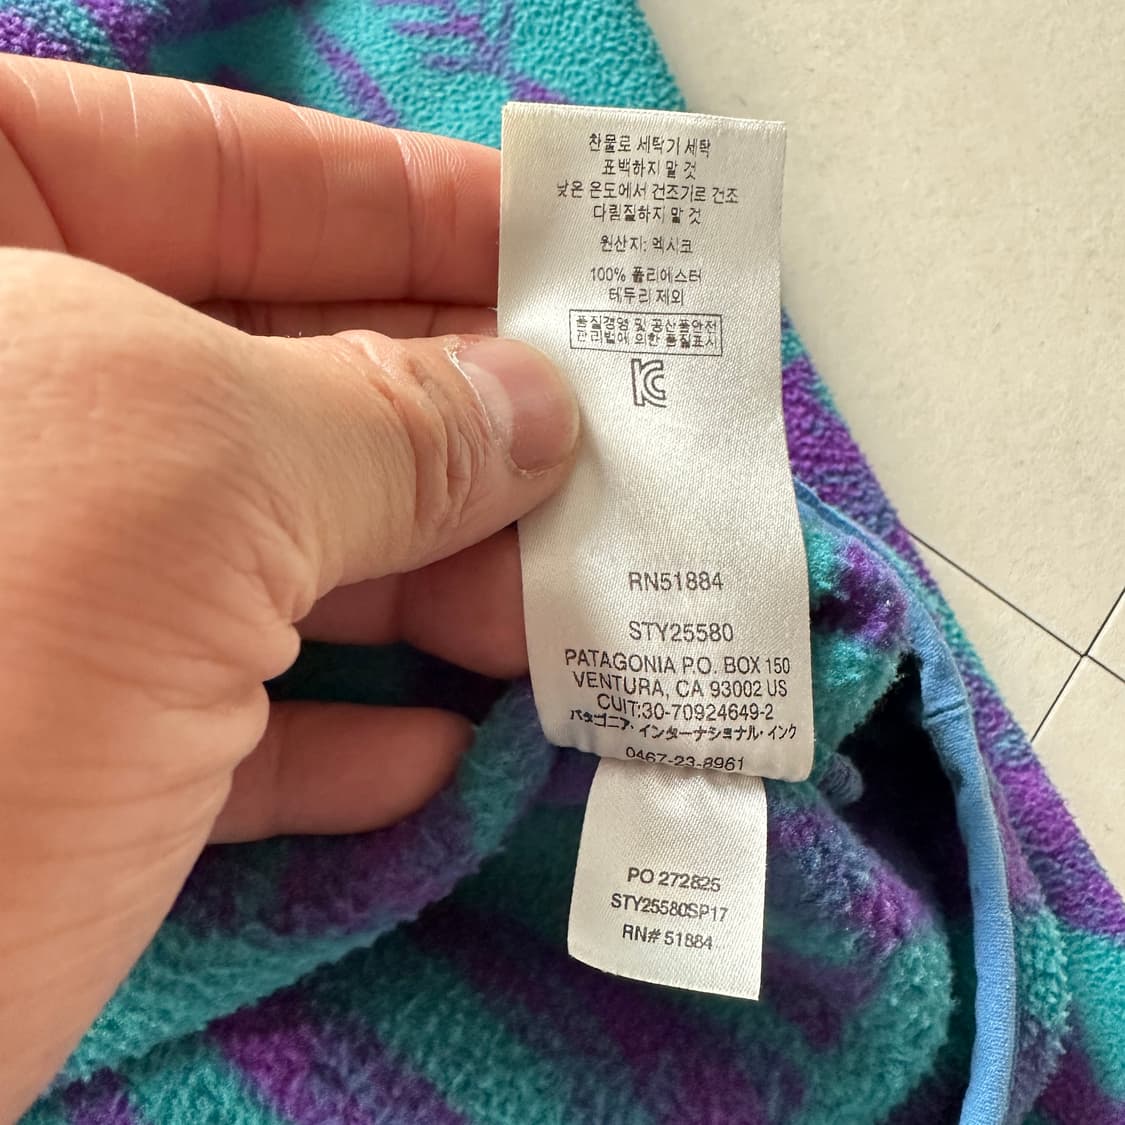 찬물로 세탁기 세탁
표백하지 말 것
낮은 온도에서 건조기르 건조
다림질하지 말 것
원산지: 멕시코
100% 폴리에스터
테두리 제외
품질경영 및 공산품안전
관리법에 의한 품질표시
KC
RN51884
STY25580
PATAGONIA P.O. BOX 150
VENTURA, CA 93002 US
CUIT:30-70924649-2
パタゴニア・インターナショナル・インク
0467-23-8961
PO 272825
STY25580SP17
RN# 51884